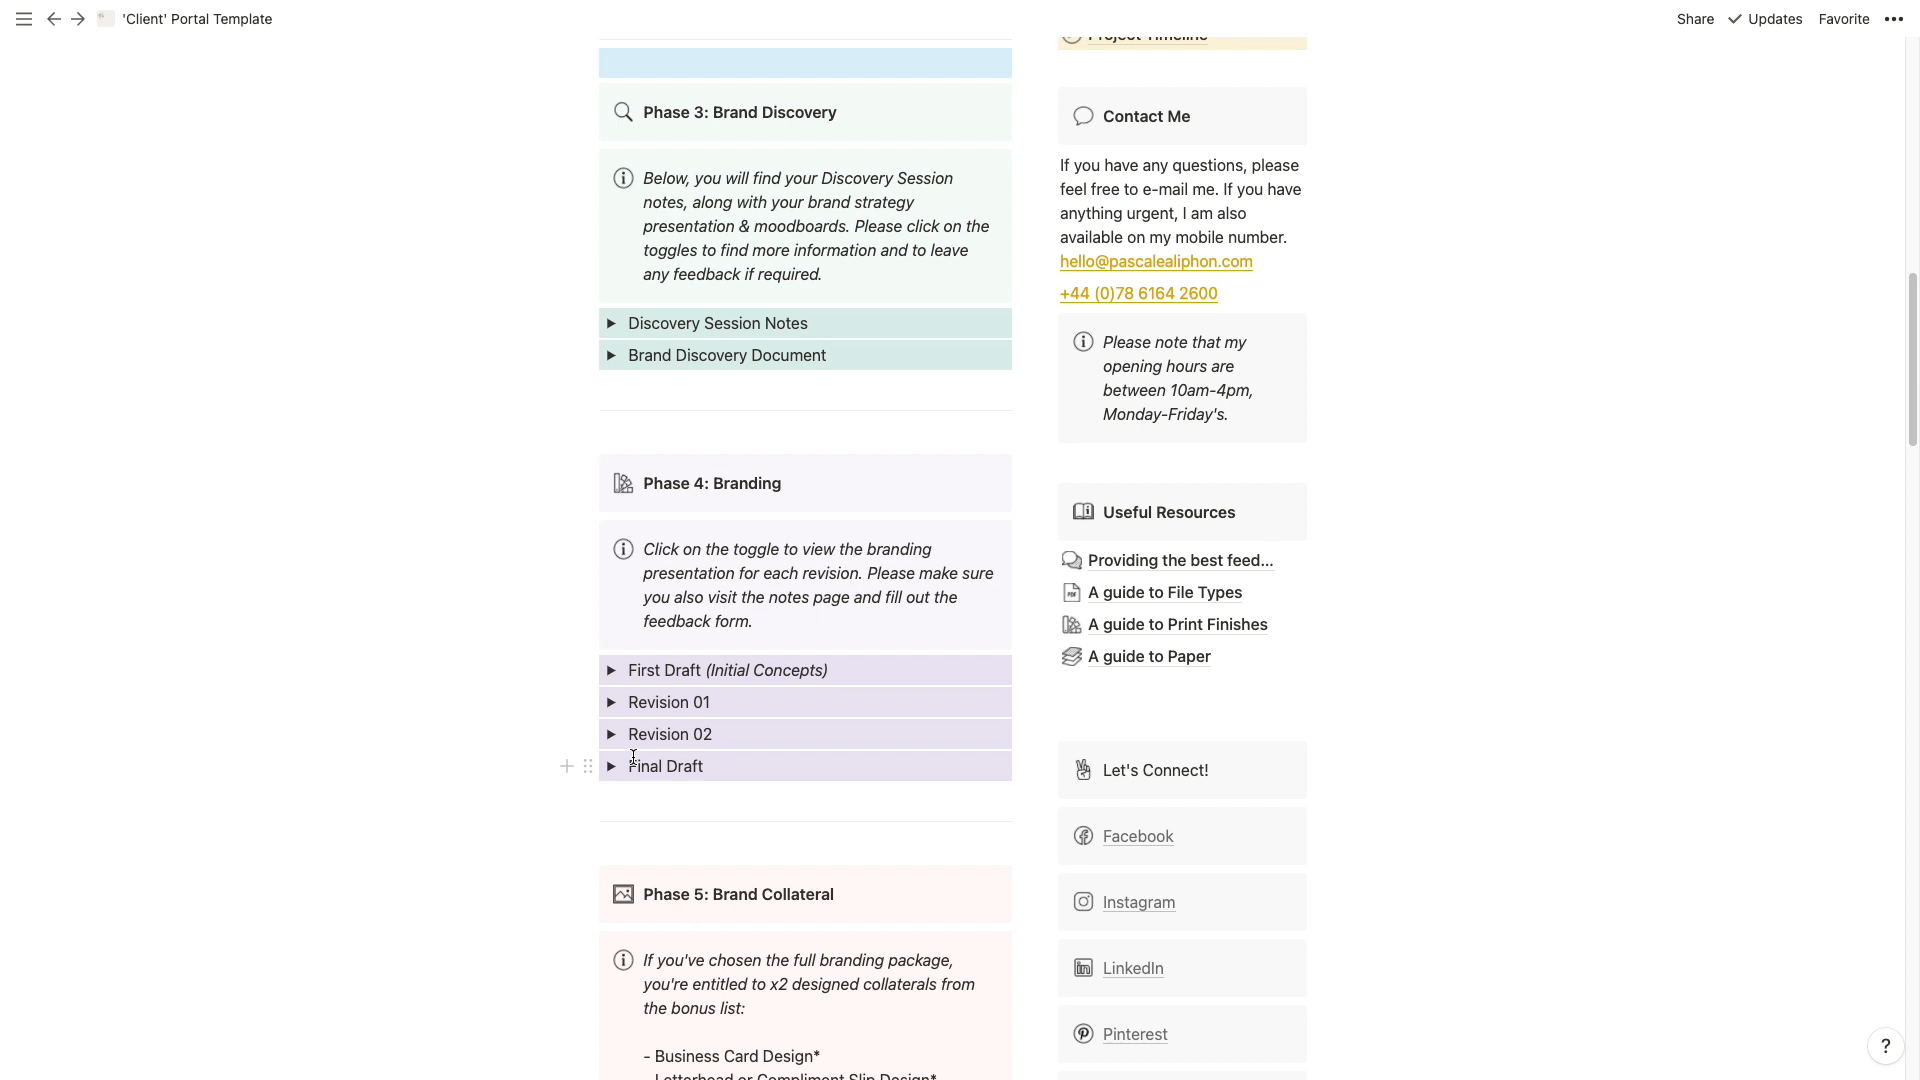 'Client' Portal Template
Share
Updates
Favorite
Phase 3: Brand Discovery
Below, you will find your Discovery Session
notes, along with your brand strategy
presentation & moodboards. Please click on the
toggles to find more information and to leave
any feedback if required.
Discovery Session Notes
Brand Discovery Document
Phase 4: Branding
Click on the toggle to view the branding
presentation for each revision. Please make sure
you also visit the notes page and fill out the
feedback form.
First Draft (Initial Concepts)
Revision 01
Revision 02
Final Draft
Phase 5: Brand Collateral
If you've chosen the full branding package,
you're entitled to x2 designed collaterals from
the bonus list:
- Business Card Design*
- Letterhead or Compliment Slip Design*
Project Timeline
Contact Me
If you have any questions, please
feel free to e-mail me. If you have
anything urgent, I am also
available on my mobile number.
hello@pascalealiphon.com
+44 (0)78 6164 2600
Please note that my
opening hours are
between 10am-4pm,
Monday-Friday's.
Useful Resources
Providing the best feed...
A guide to File Types
A guide to Print Finishes
A guide to Paper
Let's Connect!
Facebook
Instagram
LinkedIn
Pinterest
?